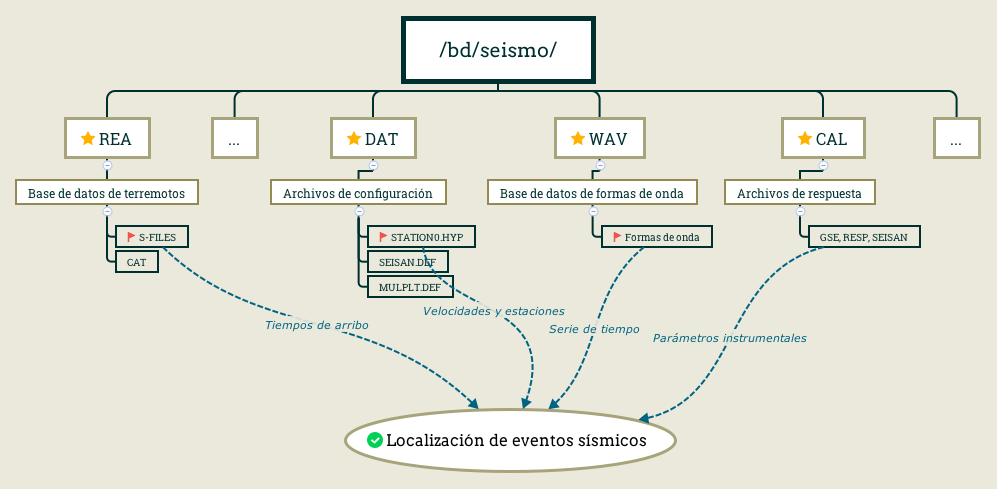 /bd/seismo/
REA
...
DAT
WAV
CAL
...
Base de datos de terremotos
Archivos de configuración
Base de datos de formas de onda
Archivos de respuesta
S-FILES
CAT
STATION0.HYP
SEISAN.DEF
MULPLT.DEF
Formas de onda
GSE, RESP, SEISAN
Tiempos de arribo
Velocidades y estaciones
Serie de tiempo
Parámetros instrumentales
Localización de eventos sísmicos